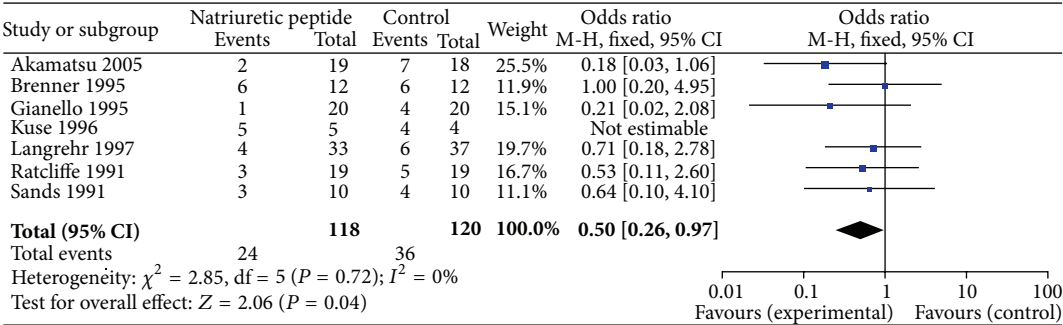 Study or subgroup Natriuretic peptide Control Weight Odds ratio Odds ratio
Events Total Events Total M-H, fixed, 95% CI M-H, fixed, 95% CI
Akamatsu 2005 2 19 7 18 25.5% 0.18 [0.03, 1.06]
Brenner 1995 6 12 6 12 11.9% 1.00 [0.20, 4.95]
Gianello 1995 1 20 4 20 15.1% 0.21 [0.02, 2.08]
Kuse 1996 5 5 4 4 Not estimable
Langrehr 1997 4 33 6 37 19.7% 0.71 [0.18, 2.78]
Ratcliffe 1991 3 19 5 19 16.7% 0.53 [0.11, 2.60]
Sands 1991 3 10 4 10 11.1% 0.64 [0.10, 4.10]
Total (95% CI) 118 120 100.0% 0.50 [0.26, 0.97]
Total events 24 36
Heterogeneity: χ² = 2.85, df = 5 (P = 0.72); I² = 0%
Test for overall effect: Z = 2.06 (P = 0.04)
0.01 0.1 1 10 100
Favours (experimental) Favours (control)